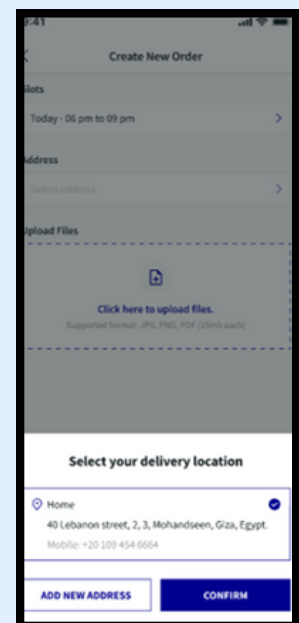 9:41
Create New Order
Slots
Today - 06 pm to 09 pm
Address
Select address
Upload Files
Click here to upload files.
Supported format: JPG, PNG, PDF (15mb each)
Select your delivery location
Home
40 Lebanon street, 2, 3, Mohandseen, Giza, Egypt.
Mobile: +20 109 454 6664
ADD NEW ADDRESS
CONFIRM